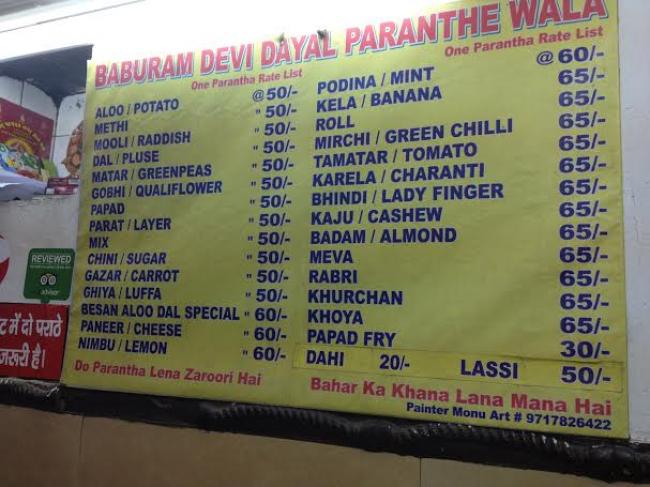 BABURAM DEVI DAYAL PARANTHE WALA
One Parantha Rate List
ALOO / POTATO @ 50/-
METHI " 50/-
MOOLI / RADDISH " 50/-
DAL / PLUSE " 50/-
MATAR / GREENPEAS " 50/-
GOBHI / QUALIFLOWER " 50/-
PAPAD " 50/-
PARAT / LAYER " 50/-
MIX " 50/-
CHINI / SUGAR " 50/-
GAZAR / CARROT " 50/-
GHIYA / LUFFA " 50/-
BESAN ALOO DAL SPECIAL " 60/-
PANEER / CHEESE " 60/-
NIMBU / LEMON " 60/-
Do Parantha Lena Zaroori Hai
One Parantha Rate List
PODINA / MINT @ 60/-
KELA / BANANA 65/-
ROLL 65/-
MIRCHI / GREEN CHILLI 65/-
TAMATAR / TOMATO 65/-
KARELA / CHARANTI 65/-
BHINDI / LADY FINGER 65/-
KAJU / CASHEW 65/-
BADAM / ALMOND 65/-
MEVA 65/-
RABRI 65/-
KHURCHAN 65/-
KHOYA 65/-
PAPAD FRY 30/-
DAHI 20/- LASSI 50/-
Bahar Ka Khana Lana Mana Hai
Painter Monu Art # 9717826422
REVIEWED
में दो पराठे
जरूरी है।